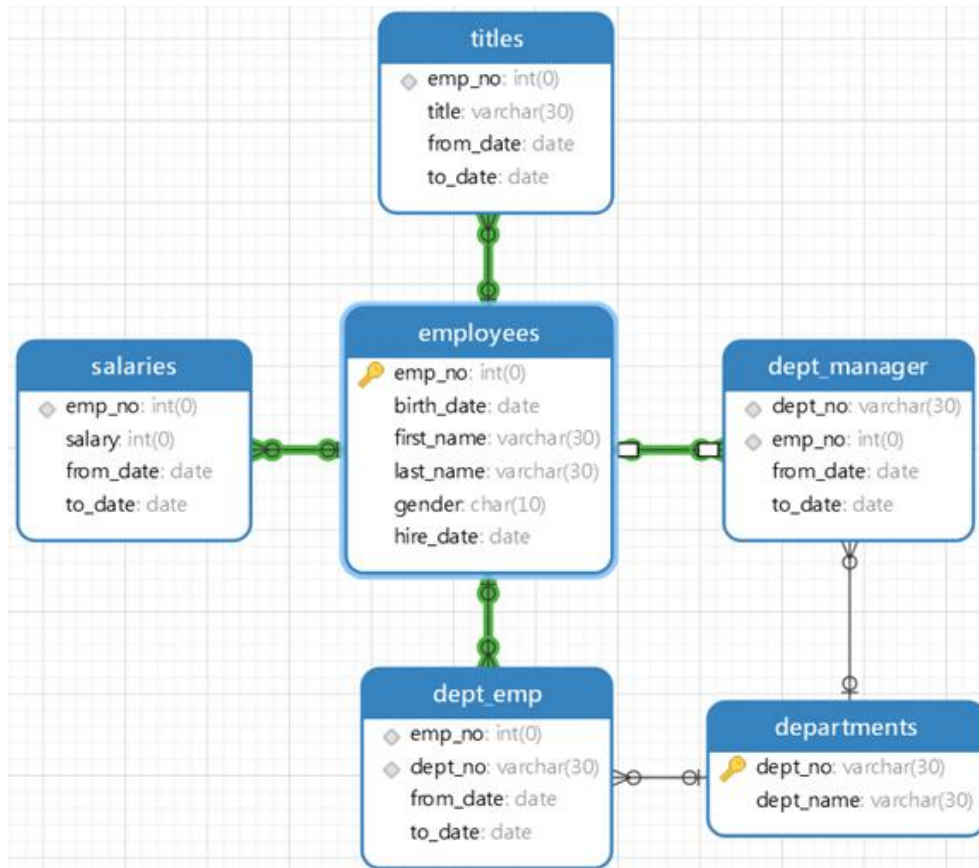 titles
emp_no: int(0)
title: varchar(30)
from_date: date
to_date: date
employees
emp_no: int(0)
birth_date: date
first_name: varchar(30)
last_name: varchar(30)
gender: char(10)
hire_date: date
salaries
emp_no: int(0)
salary: int(0)
from_date: date
to_date: date
dept_manager
dept_no: varchar(30)
emp_no: int(0)
from_date: date
to_date: date
dept_emp
emp_no: int(0)
dept_no: varchar(30)
from_date: date
to_date: date
departments
dept_no: varchar(30)
dept_name: varchar(30)